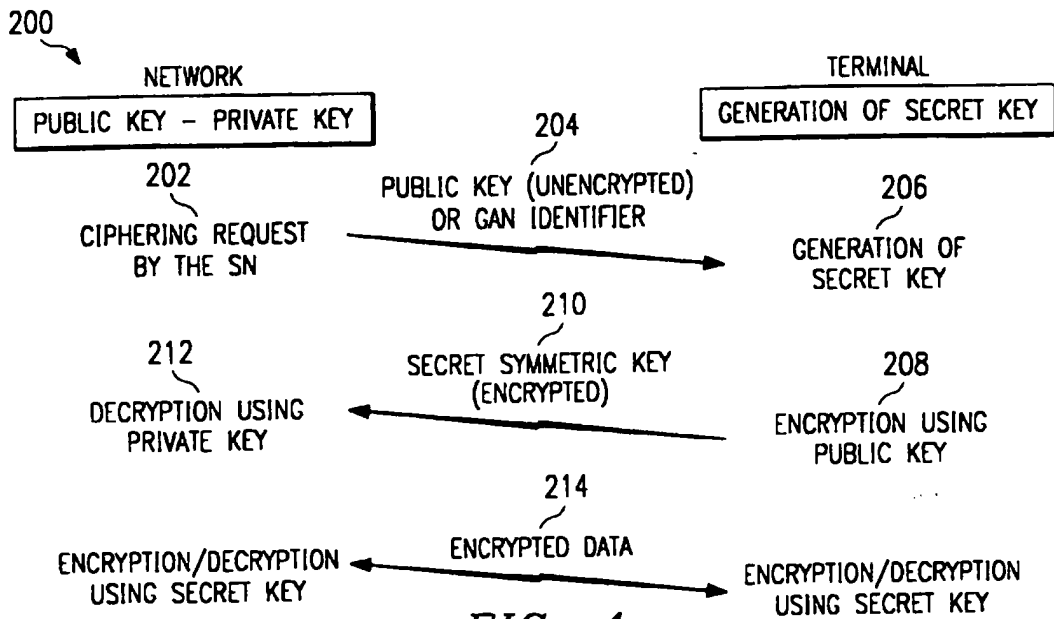 200
NETWORK
PUBLIC KEY – PRIVATE KEY
TERMINAL
GENERATION OF SECRET KEY
202
CIPHERING REQUEST
BY THE SN
204
PUBLIC KEY (UNENCRYPTED)
OR GAN IDENTIFIER
206
GENERATION OF
SECRET KEY
212
DECRYPTION USING
PRIVATE KEY
210
SECRET SYMMETRIC KEY
(ENCRYPTED)
208
ENCRYPTION USING
PUBLIC KEY
ENCRYPTION/DECRYPTION
USING SECRET KEY
214
ENCRYPTED DATA
ENCRYPTION/DECRYPTION
USING SECRET KEY